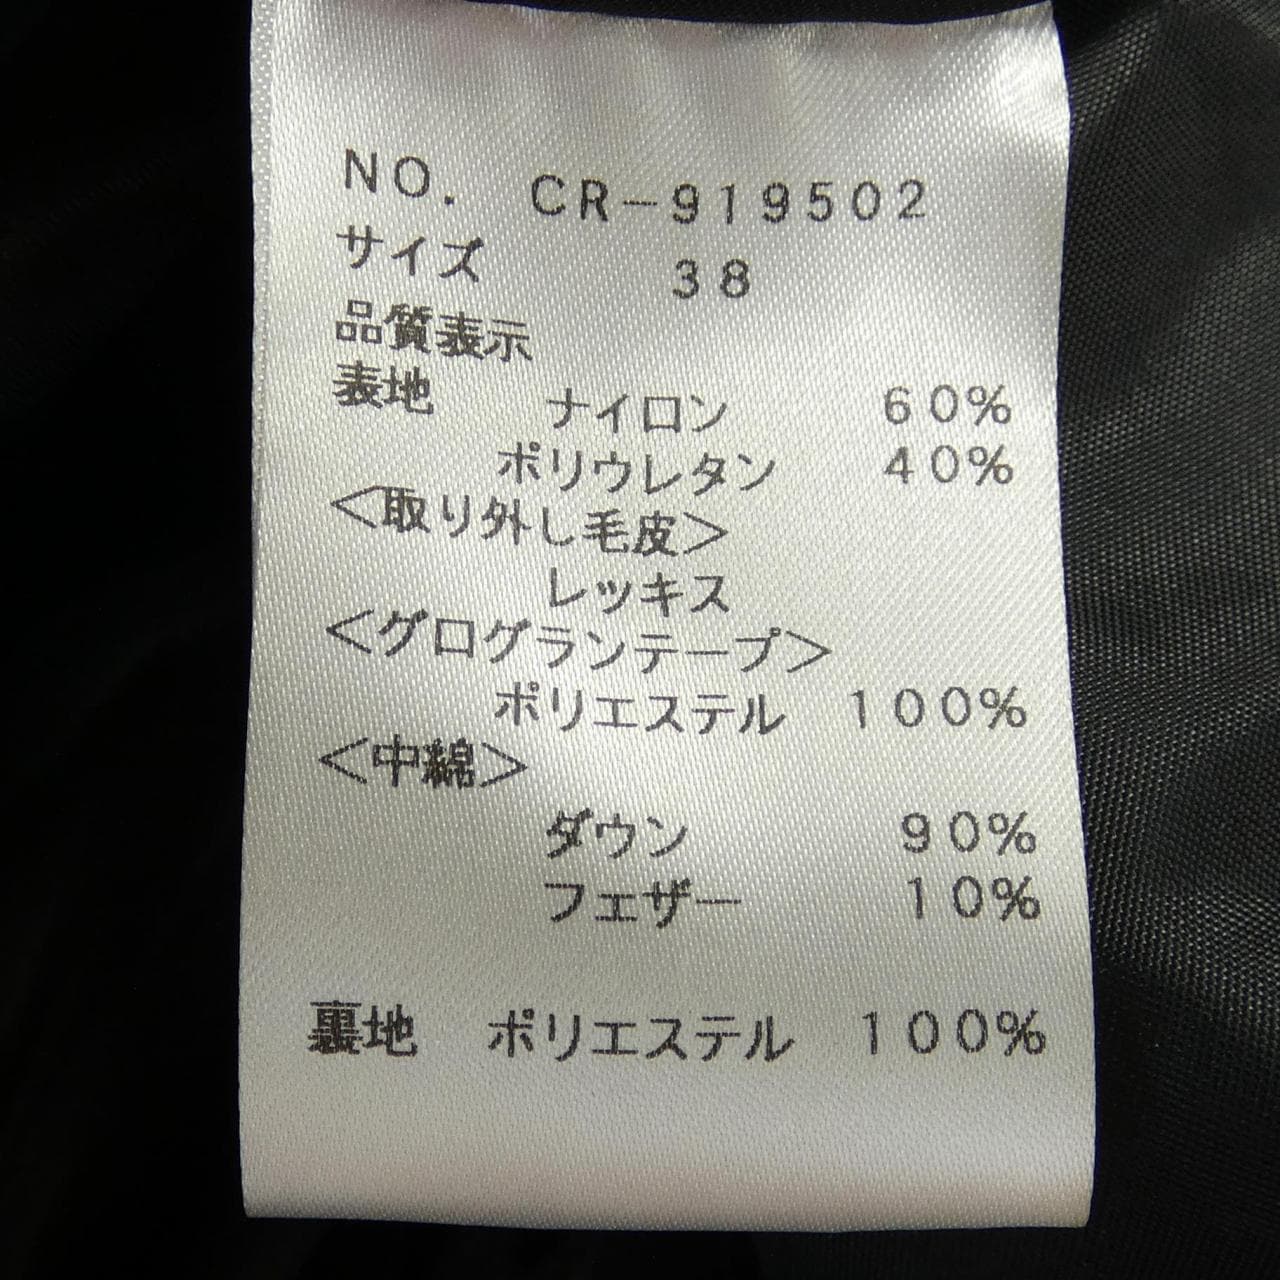 NO. CR-919502
サイズ 38
品質表示
表地 ナイロン 60%
ポリウレタン 40%
<取り外し毛皮>
レッキス
<グログランテープ>
ポリエステル 100%
<中綿>
ダウン 90%
フェザー 10%
裏地 ポリエステル 100%